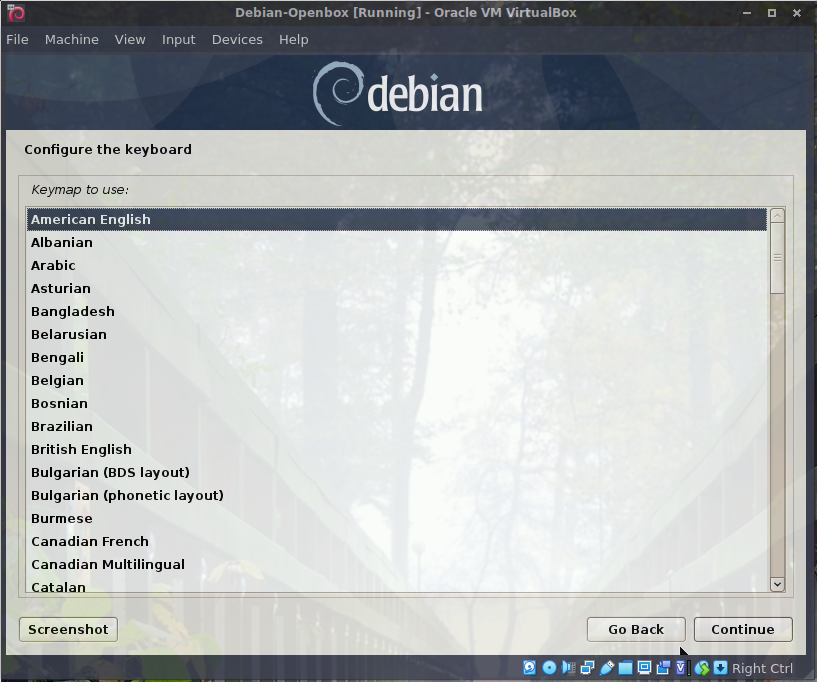 Debian-Openbox [Running] - Oracle VM VirtualBox
File Machine View Input Devices Help
debian
Configure the keyboard
Keymap to use:
American English
Albanian
Arabic
Asturian
Bangladesh
Belarusian
Bengali
Belgian
Bosnian
Brazilian
British English
Bulgarian (BDS layout)
Bulgarian (phonetic layout)
Burmese
Canadian French
Canadian Multilingual
Catalan
Screenshot Go Back Continue
Right Ctrl